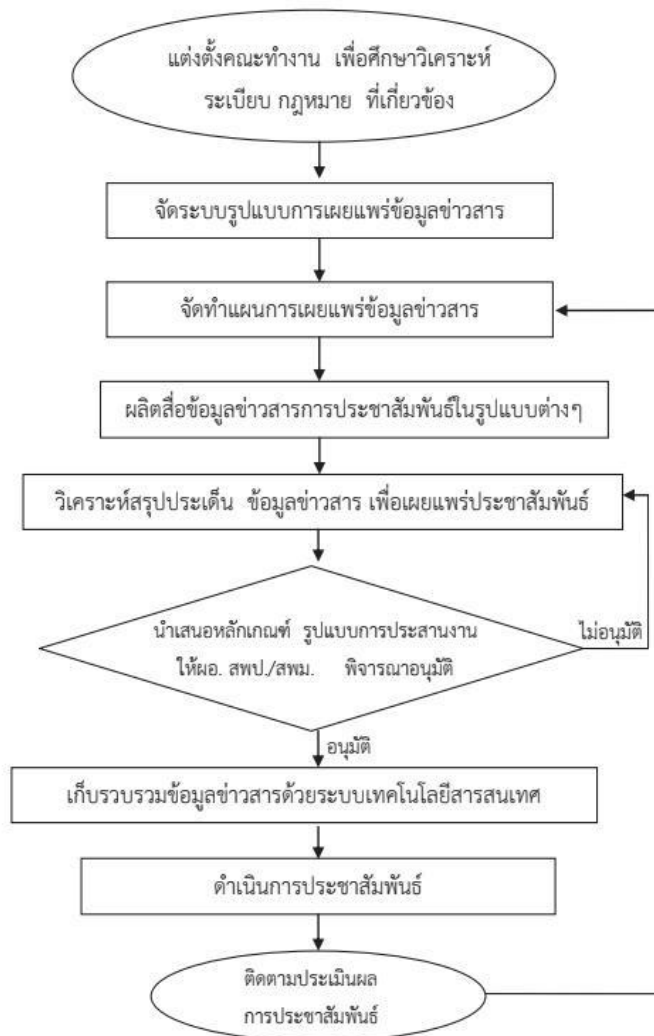 แต่งตั้งคณะทำงาน เพื่อศึกษาวิเคราะห์
ระเบียบ กฎหมาย ที่เกี่ยวข้อง
จัดระบบรูปแบบการเผยแพร่ข้อมูลข่าวสาร
จัดทำแผนการเผยแพร่ข้อมูลข่าวสาร
ผลิตสื่อข้อมูลข่าวสารการประชาสัมพันธ์ในรูปแบบต่างๆ
วิเคราะห์สรุปประเด็น ข้อมูลข่าวสาร เพื่อเผยแพร่ประชาสัมพันธ์
นำเสนอหลักเกณฑ์ รูปแบบการประสานงาน
ไม่อนุมัติ
ให้ผอ. สพป./สพม. พิจารณาอนุมัติ
อนุมัติ
เก็บรวบรวมข้อมูลข่าวสารด้วยระบบเทคโนโลยีสารสนเทศ
ดำเนินการประชาสัมพันธ์
ติดตามประเมินผล
การประชาสัมพันธ์